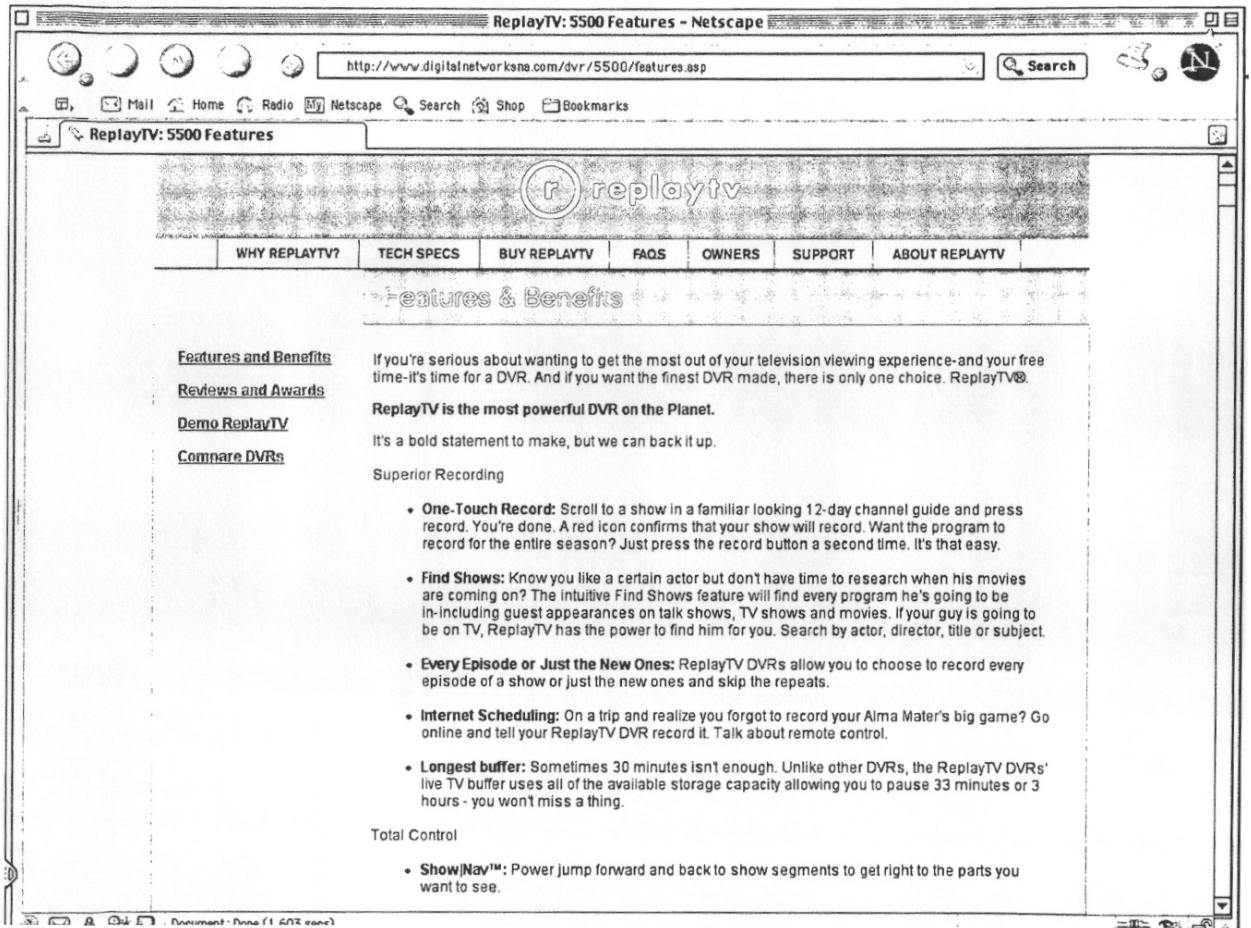 ReplayTV: 5500 Features - Netscape
http://www.digitalnetworksna.com/dvr/5500/features.asp
Search
Mail Home Radio My Netscape Search Shop Bookmarks
ReplayTV: 5500 Features
r replaytv
WHY REPLAYTV? TECH SPECS BUY REPLAYTV FAQS OWNERS SUPPORT ABOUT REPLAYTV
Features & Benefits
Features and Benefits
Reviews and Awards
Demo ReplayTV
Compare DVRs
If you're serious about wanting to get the most out of your television viewing experience-and your free
time-it's time for a DVR. And if you want the finest DVR made, there is only one choice. ReplayTV®.
ReplayTV is the most powerful DVR on the Planet.
It's a bold statement to make, but we can back it up.
Superior Recording
• One-Touch Record: Scroll to a show in a familiar looking 12-day channel guide and press
record. You're done. A red icon confirms that your show will record. Want the program to
record for the entire season? Just press the record button a second time. It's that easy.
• Find Shows: Know you like a certain actor but don't have time to research when his movies
are coming on? The intuitive Find Shows feature will find every program he's going to be
in-including guest appearances on talk shows, TV shows and movies. If your guy is going to
be on TV, ReplayTV has the power to find him for you. Search by actor, director, title or subject.
• Every Episode or Just the New Ones: ReplayTV DVRs allow you to choose to record every
episode of a show or just the new ones and skip the repeats.
• Internet Scheduling: On a trip and realize you forgot to record your Alma Mater's big game? Go
online and tell your ReplayTV DVR record it. Talk about remote control.
• Longest buffer: Sometimes 30 minutes isn't enough. Unlike other DVRs, the ReplayTV DVRs'
live TV buffer uses all of the available storage capacity allowing you to pause 33 minutes or 3
hours - you won't miss a thing.
Total Control
• Show|Nav™: Power jump forward and back to show segments to get right to the parts you
want to see.
Document: Done (1.603 secs)